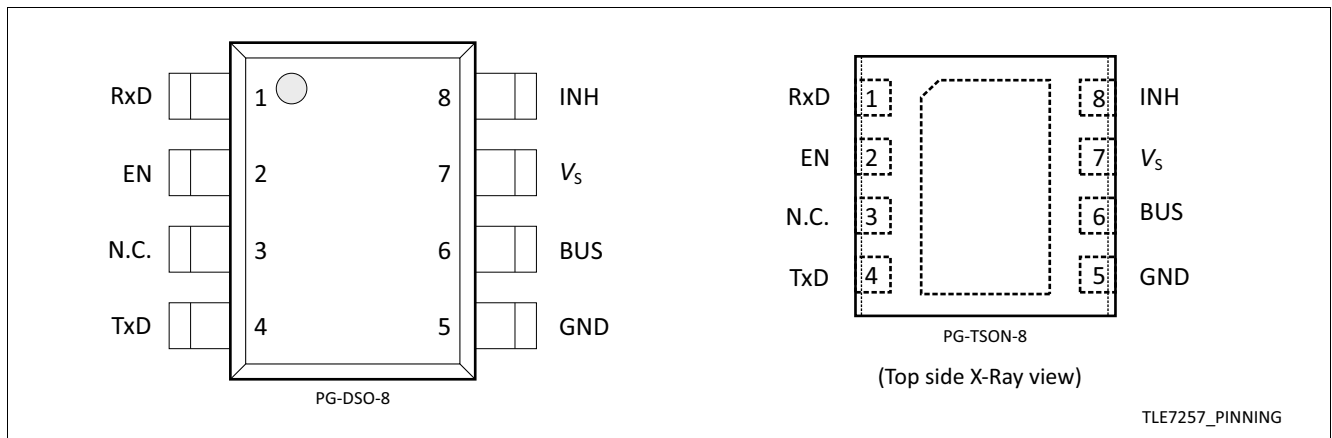 RxD 1 8 INH
EN 2 7 VS
N.C. 3 6 BUS
TxD 4 5 GND
PG-DSO-8
RxD 1 8 INH
EN 2 7 VS
N.C. 3 6 BUS
TxD 4 5 GND
PG-TSON-8
(Top side X-Ray view)
TLE7257_PINNING